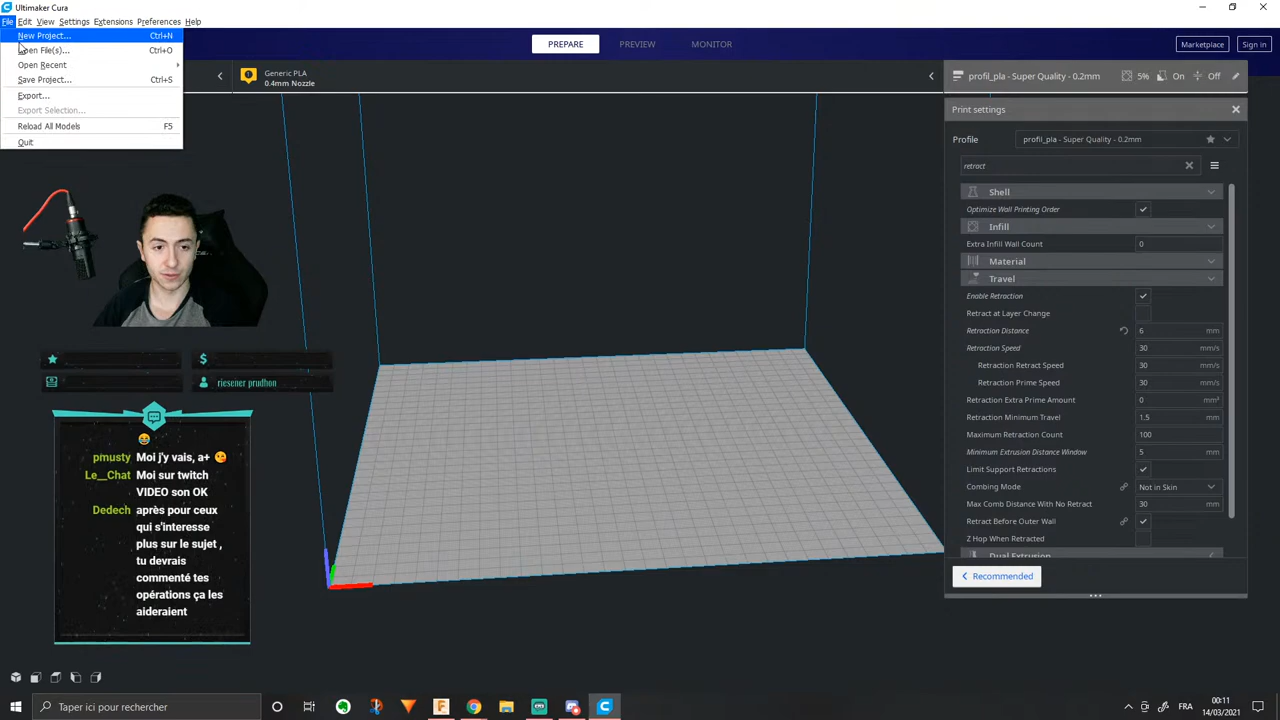 Ultimaker Cura
File Edit View Settings Extensions Preferences Help
New Project... Ctrl+N
Open File(s)... Ctrl+O
Open Recent
Save Project... Ctrl+S
Export...
Export Selection...
Reload All Models F5
Quit
PREPARE PREVIEW MONITOR
Marketplace Sign in
Generic PLA
0.4mm Nozzle
profil_pla - Super Quality - 0.2mm 5% On Off
Print settings
Profile profil_pla - Super Quality - 0.2mm
retract
Shell
Optimize Wall Printing Order
Infill
Extra Infill Wall Count 0
Material
Travel
Enable Retraction
Retract at Layer Change
Retraction Distance 6 mm
Retraction Speed 30 mm/s
Retraction Retract Speed 30 mm/s
Retraction Prime Speed 30 mm/s
Retraction Extra Prime Amount 0 mm³
Retraction Minimum Travel 1.5 mm
Maximum Retraction Count 100
Minimum Extrusion Distance Window 5 mm
Limit Support Retractions
Combing Mode Not in Skin
Max Comb Distance With No Retract 30 mm
Retract Before Outer Wall
Z Hop When Retracted
Dual Extrusion
Recommended
riesener prudhon
pmusty Moi j'y vais, a+
Le__Chat Moi sur twitch
VIDEO son OK
Dedech après pour ceux
qui s'interesse
plus sur le sujet ,
tu devrais
commenté tes
opérations ça les
aideraient
Taper ici pour rechercher
FRA
00:11
14/03/2021